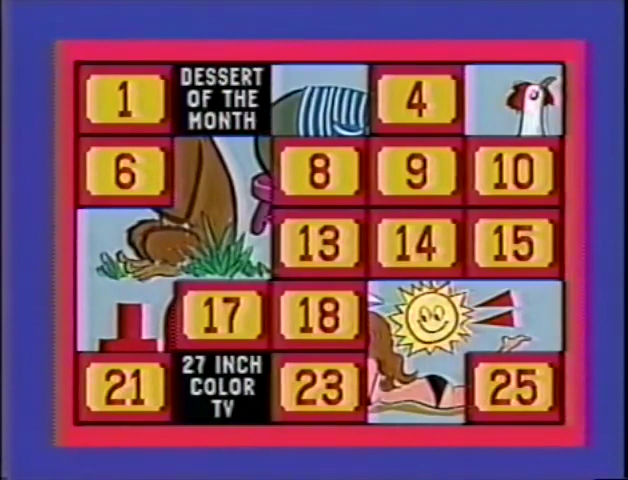 1
DESSERT
OF THE
MONTH
4
6
8
9
10
13
14
15
17
18
21
27 INCH
COLOR
TV
23
25